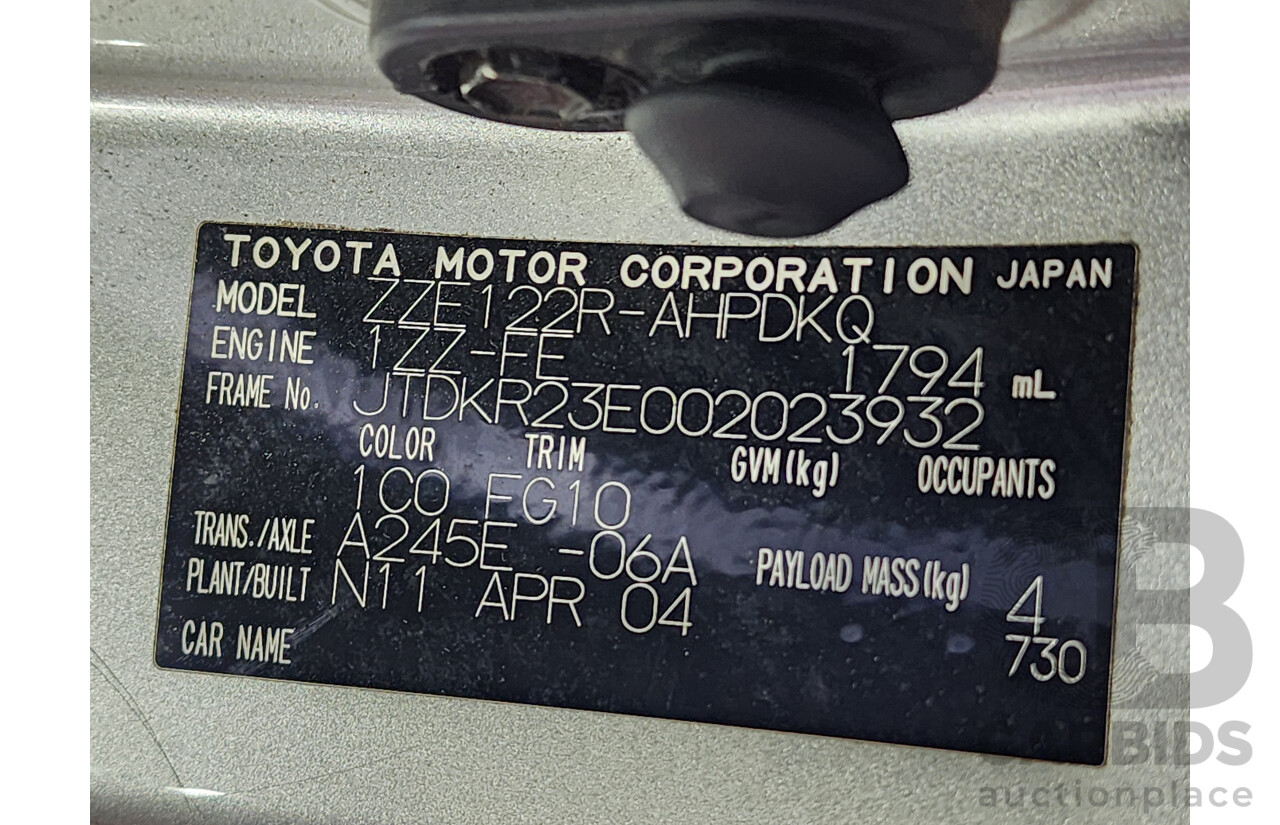 TOYOTA MOTOR CORPORATION JAPAN
MODEL ZZE122R-AHPDKQ
ENGINE 1ZZ-FE 1794 mL
FRAME No. JTDKR23E002023932
COLOR TRIM GVM(kg) OCCUPANTS
1C0 FG10
TRANS./AXLE A245E -06A PAYLOAD MASS(kg) 4
PLANT/BUILT N11 APR 04 730
CAR NAME
BIDS
auctionplace